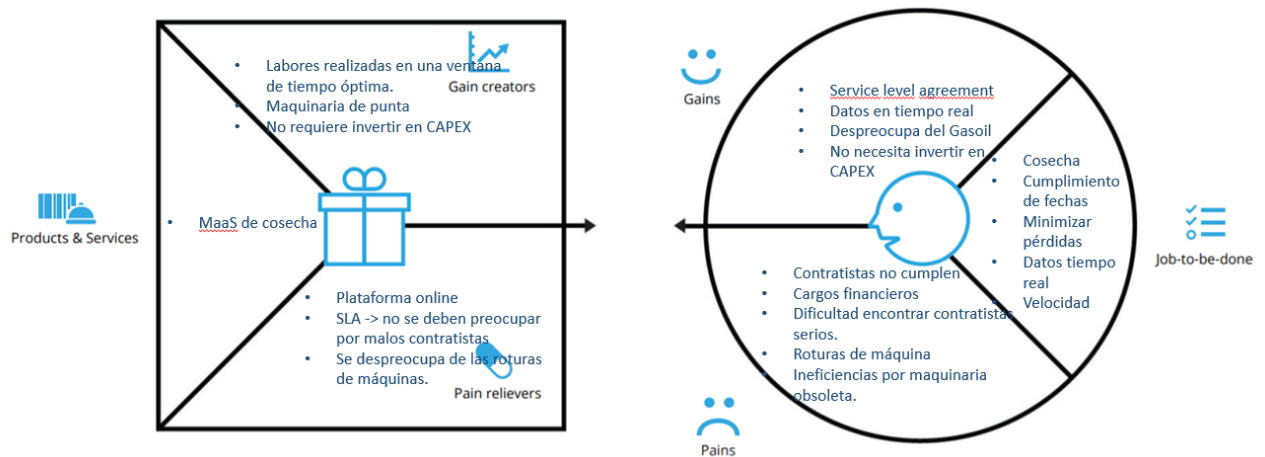 • Labores realizadas en una ventana
de tiempo óptima.
• Maquinaria de punta
• No requiere invertir en CAPEX
Gain creators
Products & Services
• MaaS de cosecha
• Plataforma online
• SLA -> no se deben preocupar
por malos contratistas
• Se despreocupa de las roturas
de máquinas.
Pain relievers
Gains
• Service level agreement
• Datos en tiempo real
• Despreocupa del Gasoil
• No necesita invertir en
CAPEX
• Cosecha
• Cumplimiento
de fechas
• Minimizar
pérdidas
• Datos tiempo
real
• Velocidad
Job-to-be-done
• Contratistas no cumplen
• Cargos financieros
• Dificultad encontrar contratistas
serios.
• Roturas de máquina
• Ineficiencias por maquinaria
obsoleta.
Pains